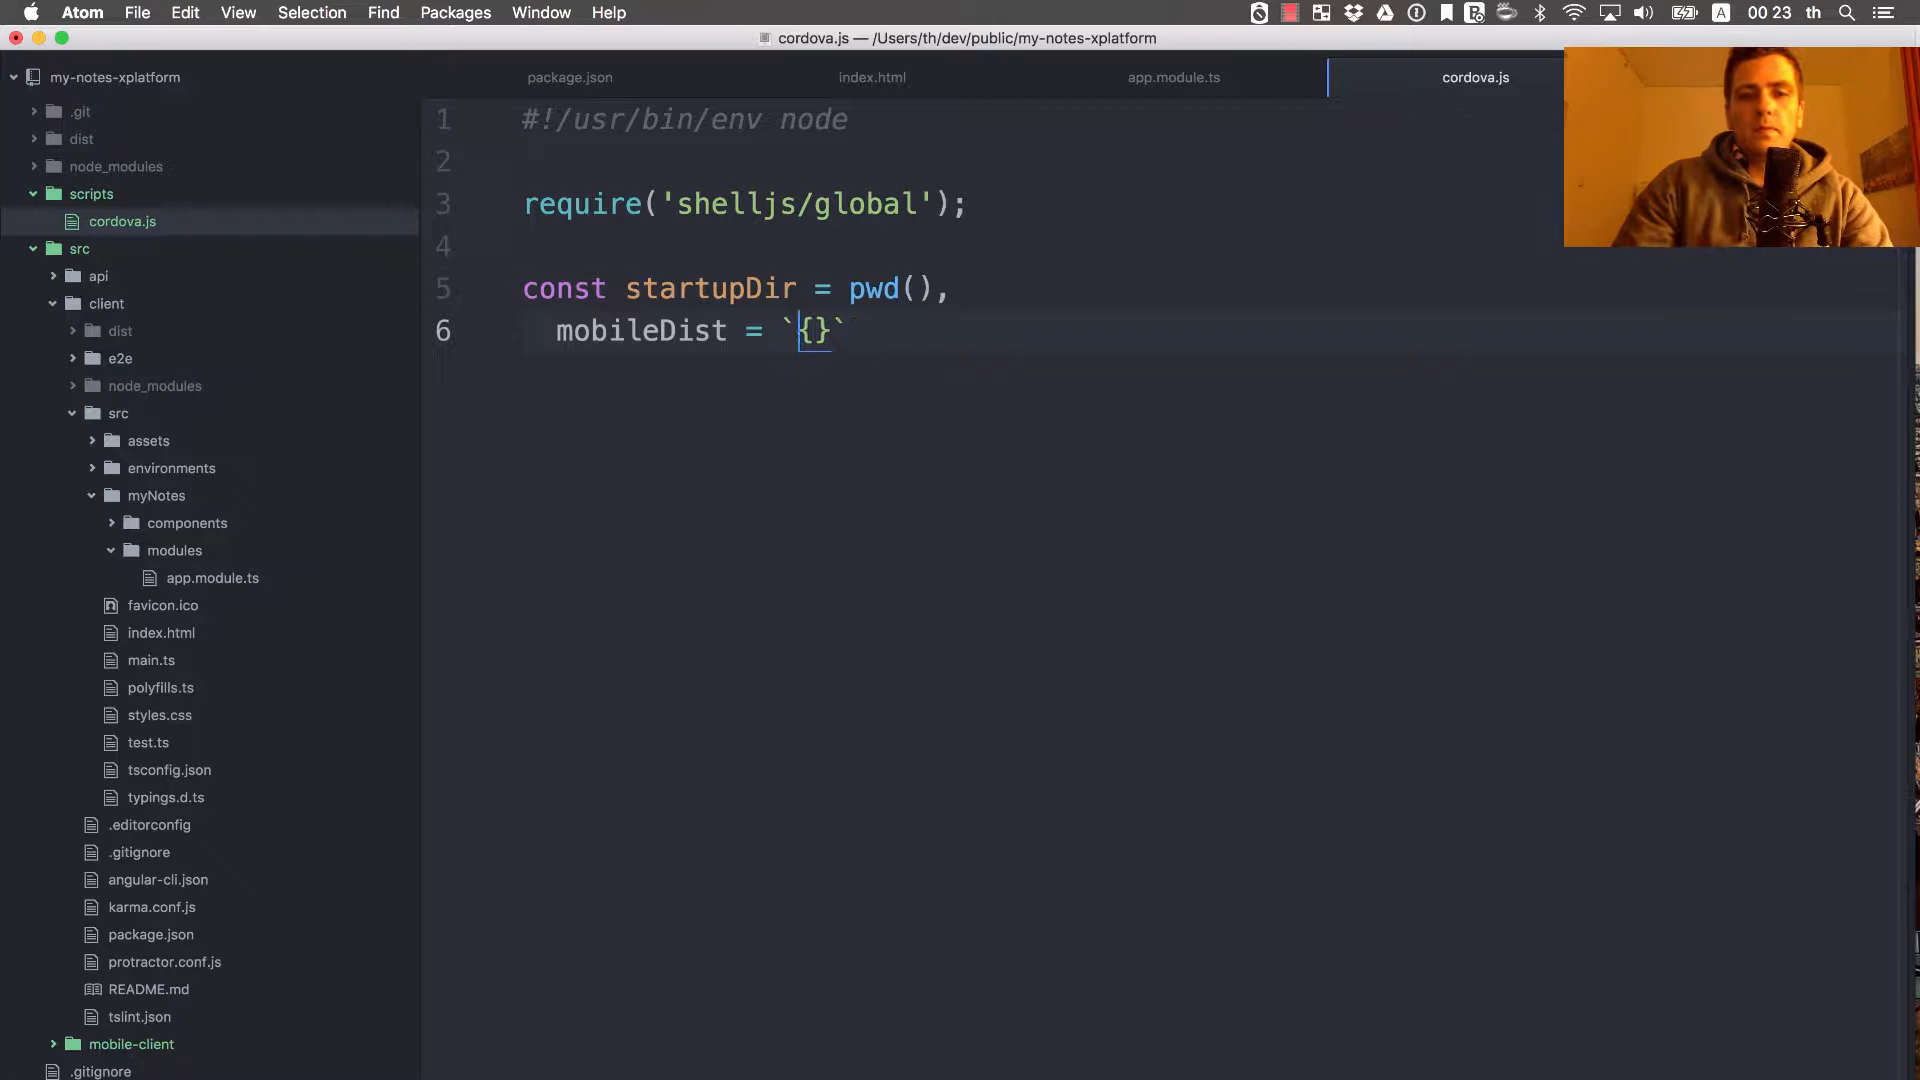 Atom File Edit View Selection Find Packages Window Help 00 23 th
cordova.js — /Users/th/dev/public/my-notes-xplatform
my-notes-xplatform
.git
dist
node_modules
scripts
cordova.js
src
api
client
dist
e2e
node_modules
src
assets
environments
myNotes
components
modules
app.module.ts
favicon.ico
index.html
main.ts
polyfills.ts
styles.css
test.ts
tsconfig.json
typings.d.ts
.editorconfig
.gitignore
angular-cli.json
karma.conf.js
package.json
protractor.conf.js
README.md
tslint.json
mobile-client
.gitignore
package.json index.html app.module.ts cordova.js
1 #!/usr/bin/env node
2
3 require('shelljs/global');
4
5 const startupDir = pwd(),
6 mobileDist = `{}`